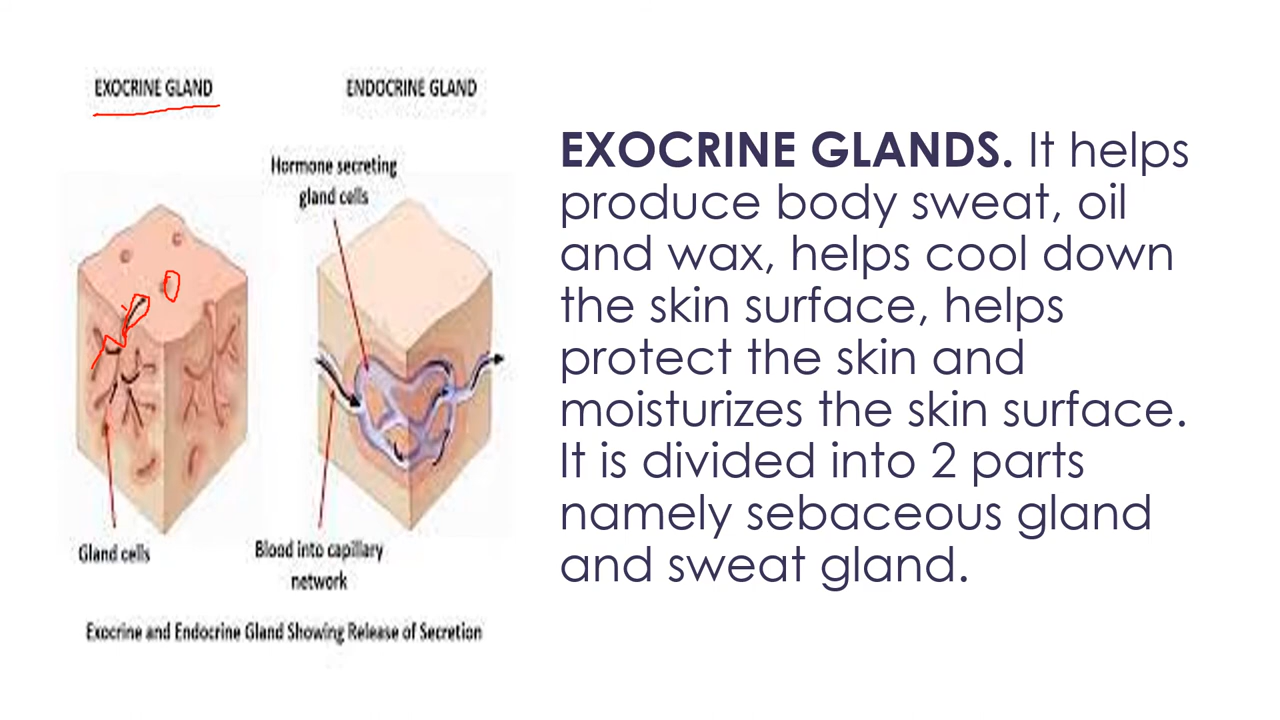 EXOCRINE GLAND
ENDOCRINE GLAND
Hormone secreting
gland cells
Gland cells
Blood into capillary
network
Exocrine and Endocrine Gland Showing Release of Secretion
EXOCRINE GLANDS. It helps
produce body sweat, oil
and wax, helps cool down
the skin surface, helps
protect the skin and
moisturizes the skin surface.
It is divided into 2 parts
namely sebaceous gland
and sweat gland.